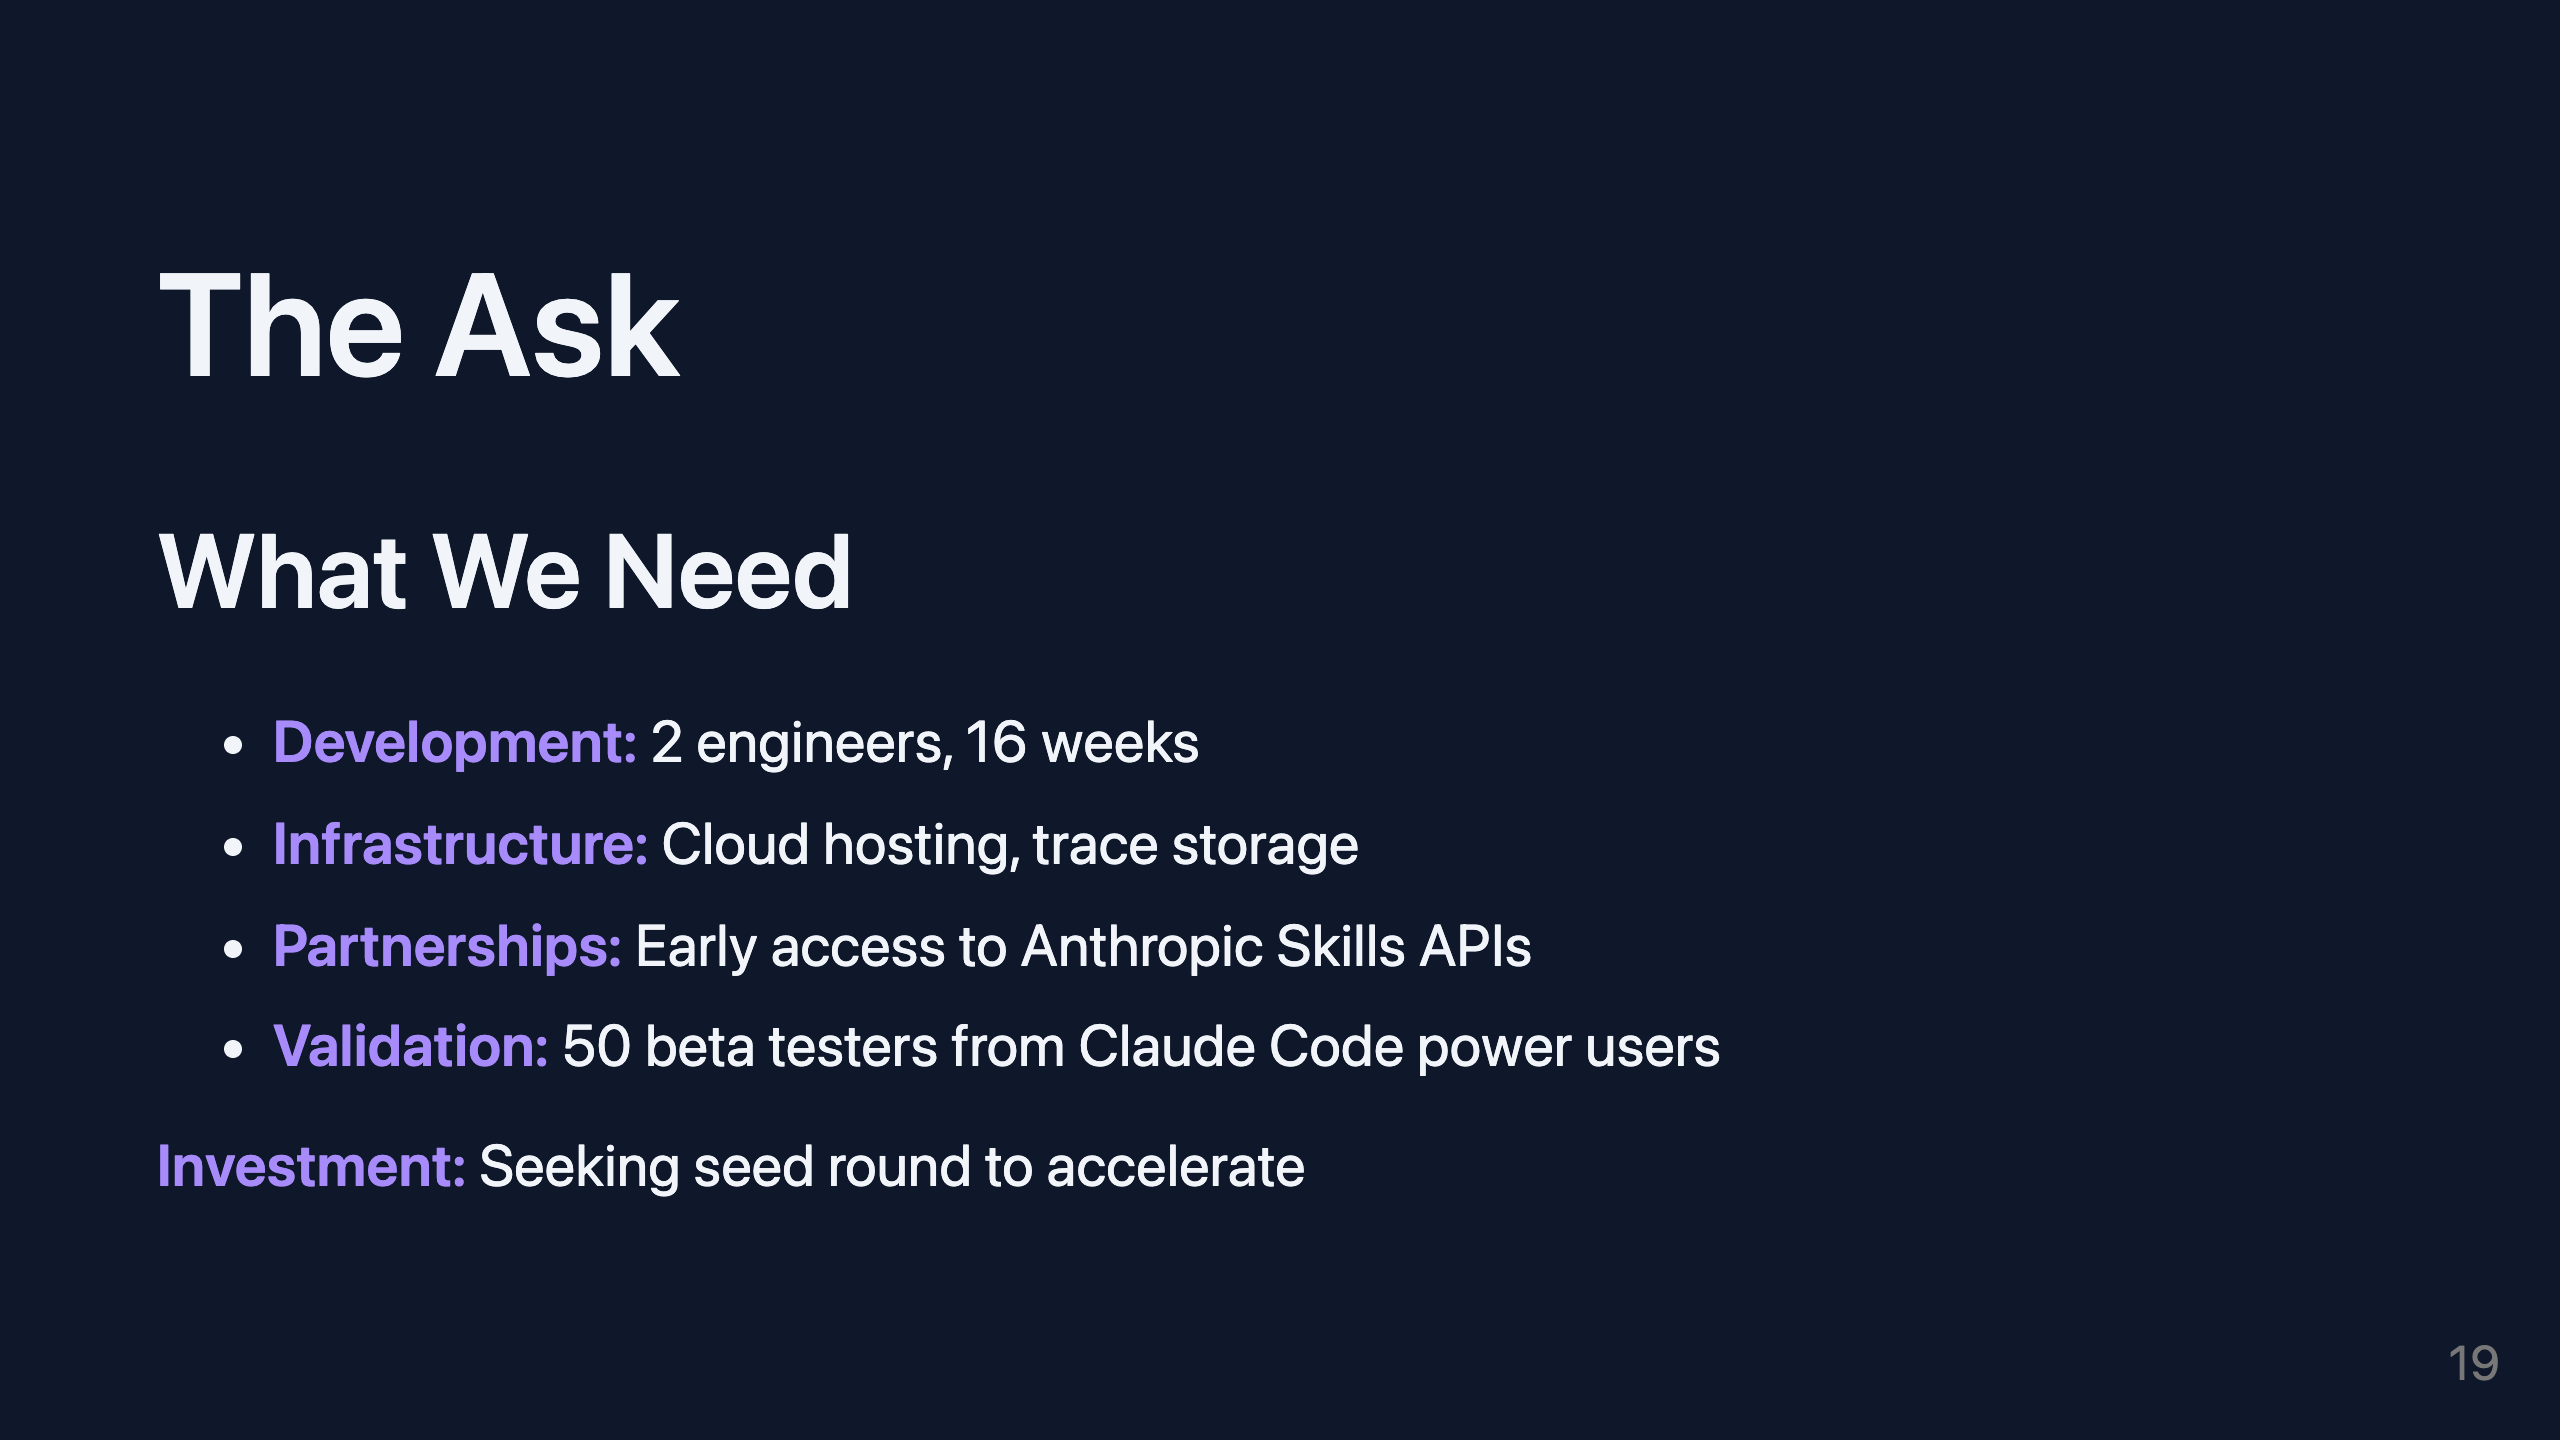 The Ask
What We Need
• Development: 2 engineers, 16 weeks
• Infrastructure: Cloud hosting, trace storage
• Partnerships: Early access to Anthropic Skills APIs
• Validation: 50 beta testers from Claude Code power users
Investment: Seeking seed round to accelerate
19